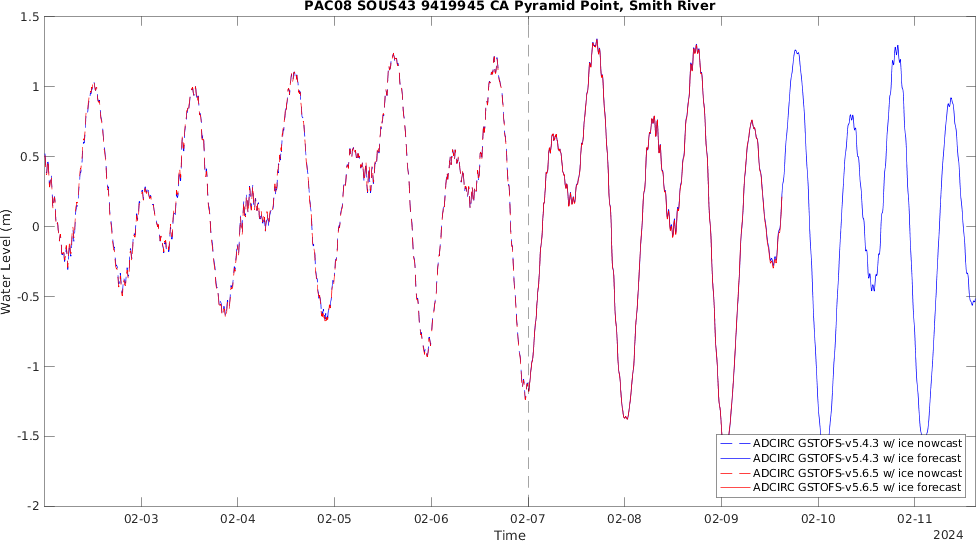 PAC08 SOUS43 9419945 CA Pyramid Point, Smith River
1.5
1
0.5
0
-0.5
-1
-1.5
-2
Water Level (m)
ADCIRC GSTOFS-v5.4.3 w/ ice nowcast
ADCIRC GSTOFS-v5.4.3 w/ ice forecast
ADCIRC GSTOFS-v5.6.5 w/ ice nowcast
ADCIRC GSTOFS-v5.6.5 w/ ice forecast
02-03 02-04 02-05 02-06 02-07 02-08 02-09 02-10 02-11
Time
2024